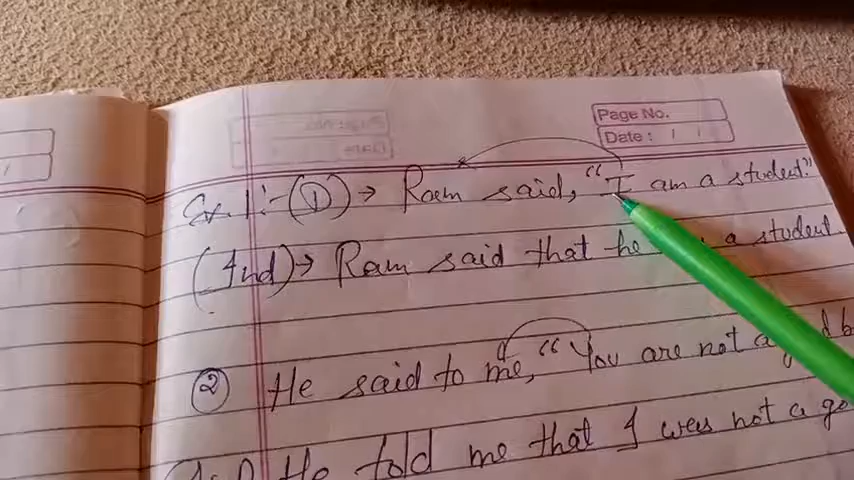 Page No.
Date :
Ex. 1:- (1) → Ram said, "I am a student."
(Ind) → Ram said that he a student
(2) He said to me, "You are not a
He told me that I was not a